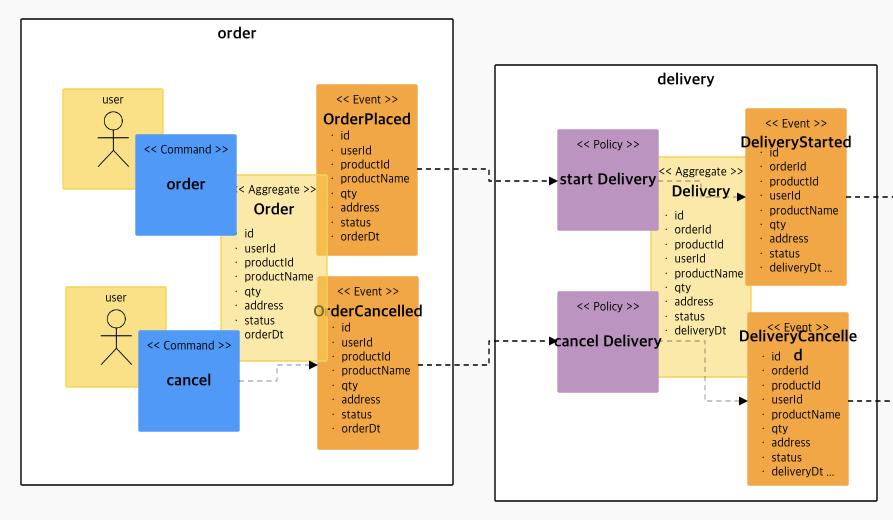 order
user
<< Command >>
order
<< Aggregate >>
Order
· id
· userId
· productId
· productName
· qty
· address
· status
· orderDt
<< Event >>
OrderPlaced
· id
· userId
· productId
· productName
· qty
· address
· status
· orderDt
user
<< Command >>
cancel
<< Event >>
OrderCancelled
· id
· userId
· productId
· productName
· qty
· address
· status
· orderDt
delivery
<< Policy >>
start Delivery
<< Aggregate >>
Delivery
· id
· orderId
· productId
· userId
· productName
· qty
· address
· status
· deliveryDt
<< Event >>
DeliveryStarted
· id
· orderId
· productId
· userId
· productName
· qty
· address
· status
· deliveryDt ...
<< Policy >>
cancel Delivery
<< Event >>
DeliveryCancelle
d
· id
· orderId
· productId
· userId
· productName
· qty
· address
· status
· deliveryDt ...